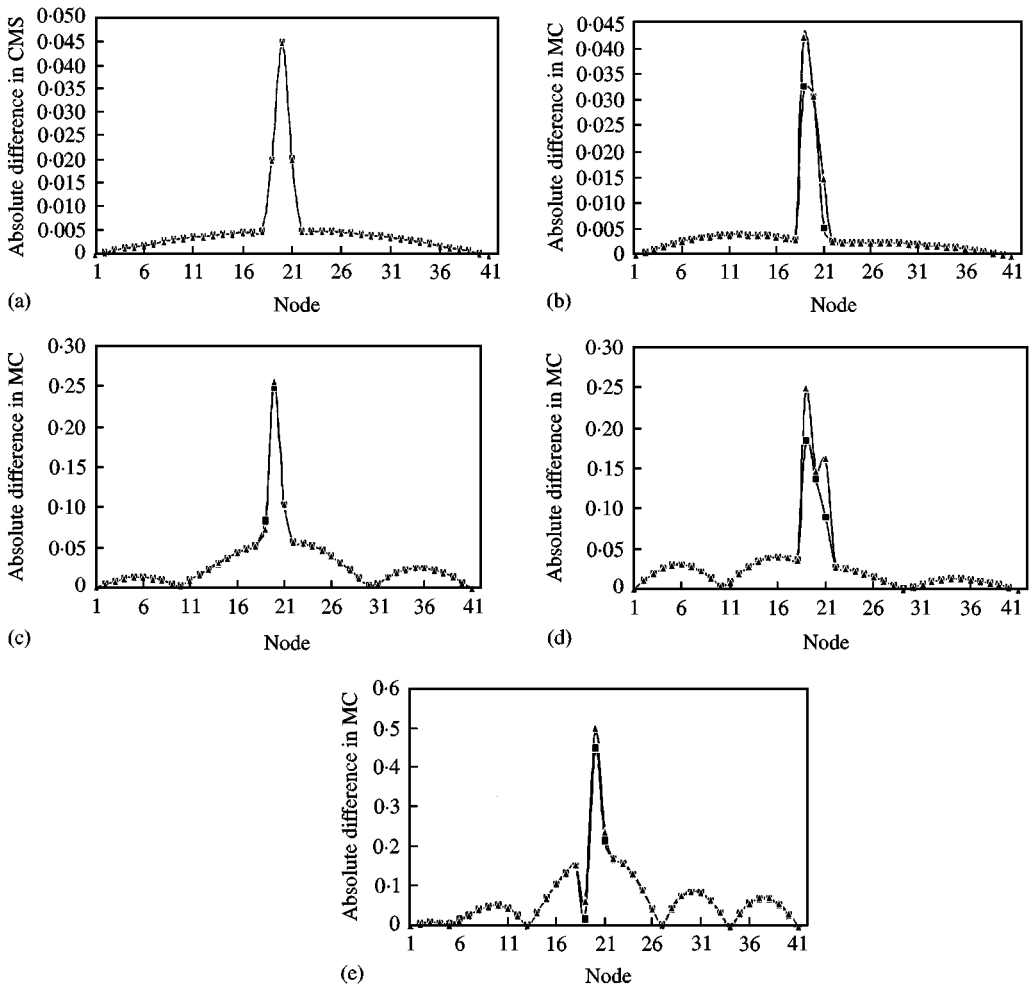 Absolute difference in CMS
0·050
0·045
0·040
0·035
0·030
0·025
0·020
0·015
0·010
0·005
0
1 6 11 16 21 26 31 36 41
(a)
Node
Absolute difference in MC
0·045
0·040
0·035
0·030
0·025
0·020
0·015
0·010
0·005
0
1 6 11 16 21 26 31 36 41
(b)
Node
Absolute difference in MC
0·30
0·25
0·20
0·15
0·10
0·05
0
1 6 11 16 21 26 31 36 41
(c)
Node
Absolute difference in MC
0·30
0·25
0·20
0·15
0·10
0·05
0
1 6 11 16 21 26 31 36 41
(d)
Node
Absolute difference in MC
0·6
0·5
0·4
0·3
0·2
0·1
0
1 6 11 16 21 26 31 36 41
(e)
Node